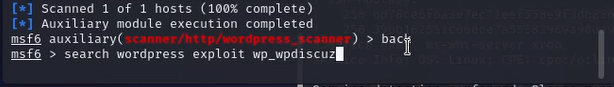 [*] Scanned 1 of 1 hosts (100% complete)
[*] Auxiliary module execution completed
msf6 auxiliary(scanner/http/wordpress_scanner) > back
msf6 > search wordpress exploit wp_wpdiscuz